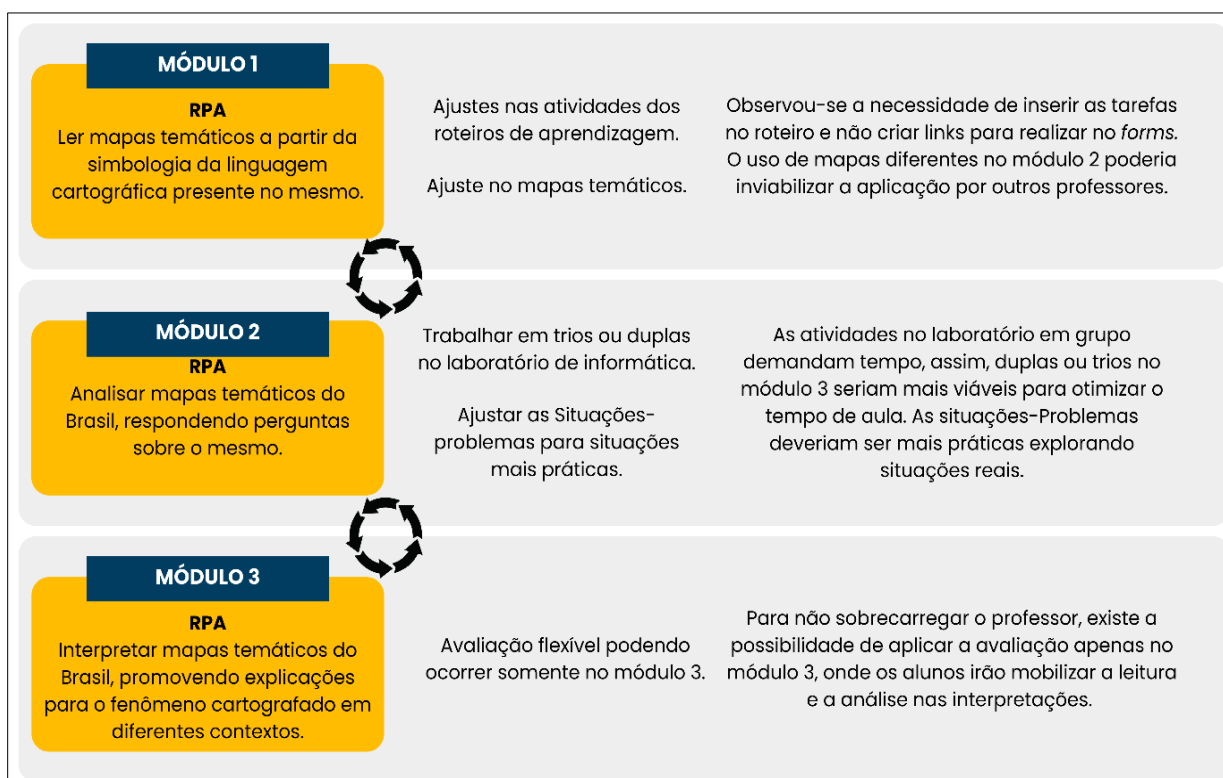 MÓDULO 1
RPA
Ler mapas temáticos a partir da
simbologia da linguagem
cartográfica presente no mesmo.
Ajustes nas atividades dos
roteiros de aprendizagem.
Ajuste no mapas temáticos.
Observou-se a necessidade de inserir as tarefas
no roteiro e não criar links para realizar no forms.
O uso de mapas diferentes no módulo 2 poderia
inviabilizar a aplicação por outros professores.
MÓDULO 2
RPA
Analisar mapas temáticos do
Brasil, respondendo perguntas
sobre o mesmo.
Trabalhar em trios ou duplas
no laboratório de informática.
Ajustar as Situações-
problemas para situações
mais práticas.
As atividades no laboratório em grupo
demandam tempo, assim, duplas ou trios no
módulo 3 seriam mais viáveis para otimizar o
tempo de aula. As situações-Problemas
deveriam ser mais práticas explorando
situações reais.
MÓDULO 3
RPA
Interpretar mapas temáticos do
Brasil, promovendo explicações
para o fenômeno cartografado em
diferentes contextos.
Avaliação flexível podendo
ocorrer somente no módulo 3.
Para não sobrecarregar o professor, existe a
possibilidade de aplicar a avaliação apenas no
módulo 3, onde os alunos irão mobilizar a leitura
e a análise nas interpretações.